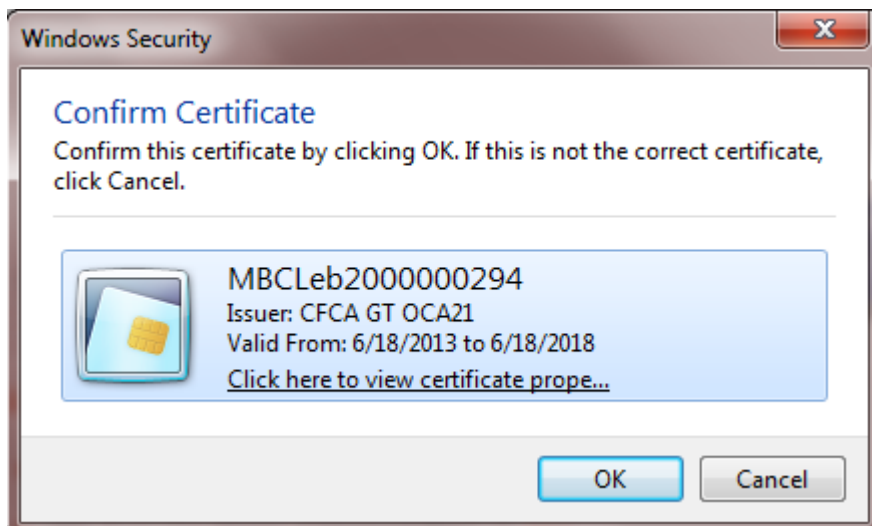 Windows Security
Confirm Certificate
Confirm this certificate by clicking OK. If this is not the correct certificate,
click Cancel.
MBCLeb2000000294
Issuer: CFCA GT OCA21
Valid From: 6/18/2013 to 6/18/2018
Click here to view certificate prope...
OK
Cancel